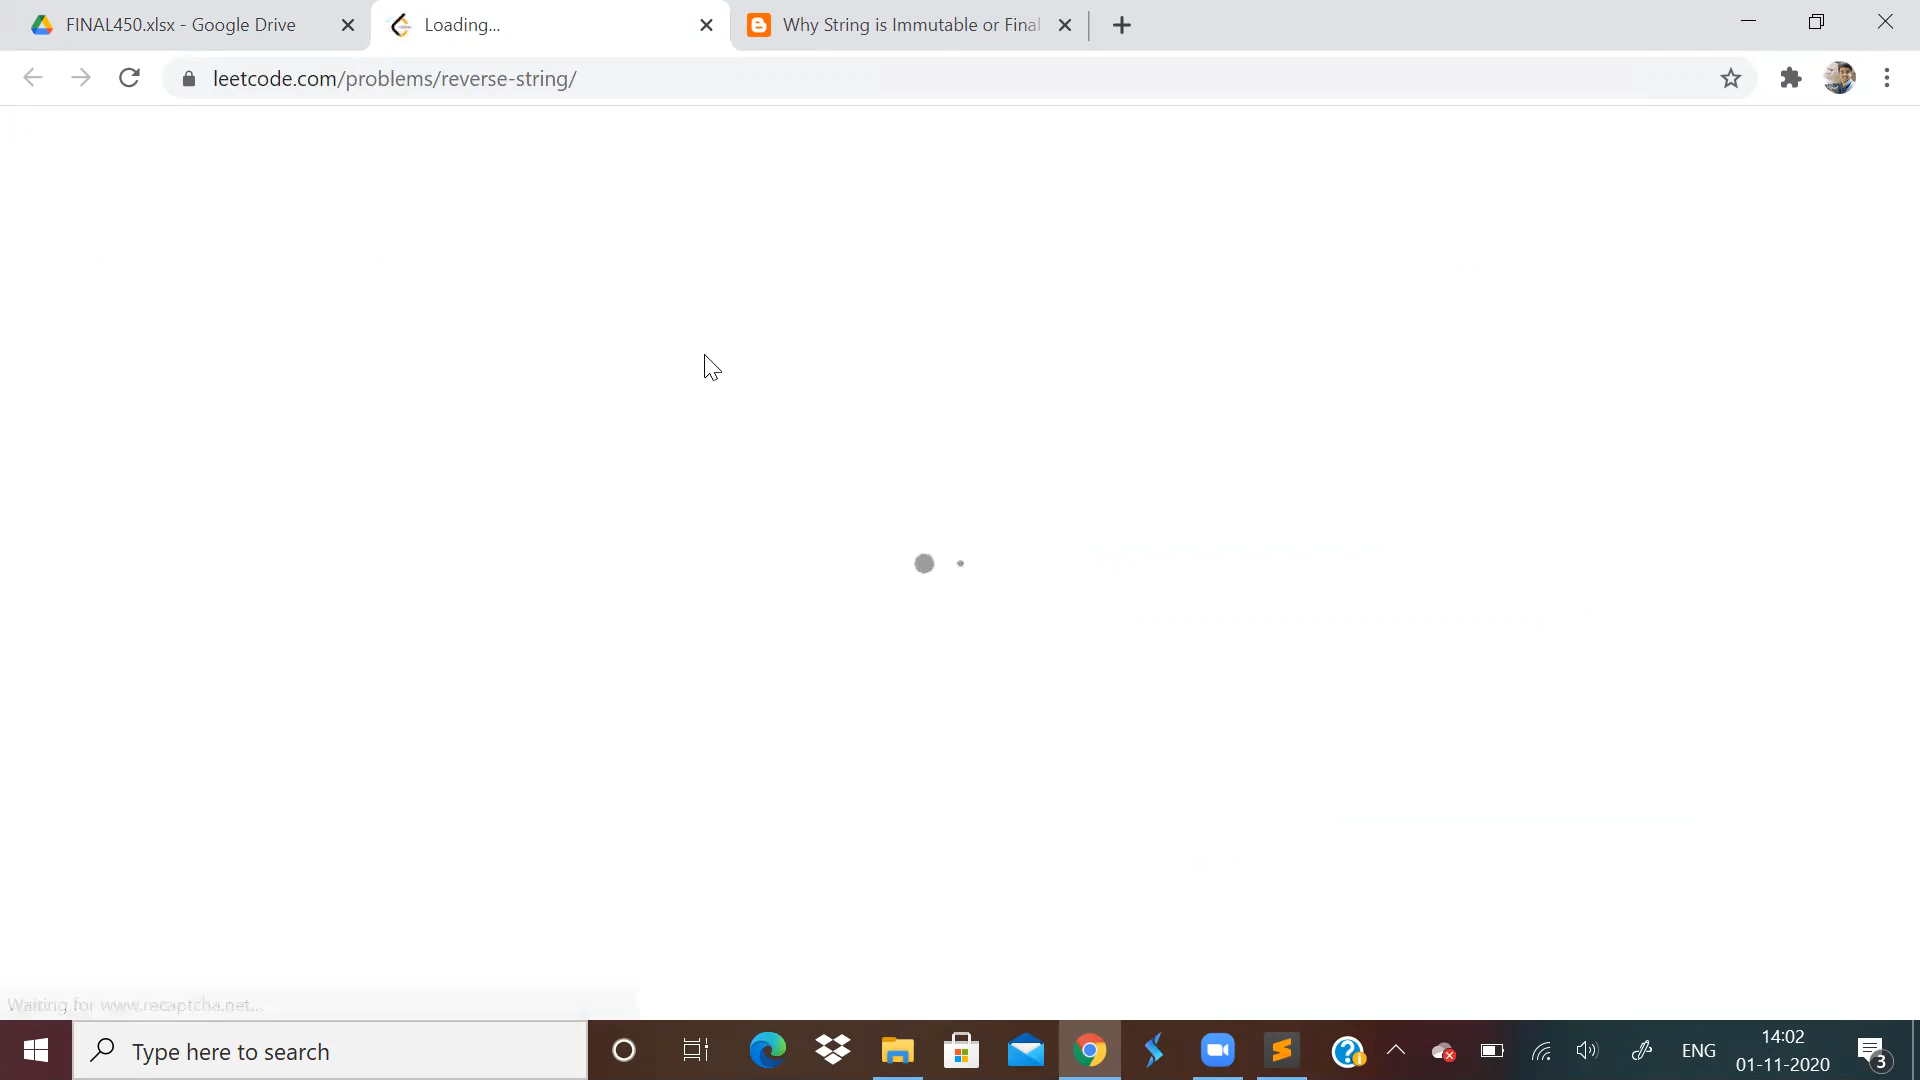 FINAL450.xlsx - Google Drive
Loading...
Why String is Immutable or Final
leetcode.com/problems/reverse-string/
Waiting for www.recaptcha.net...
Type here to search
ENG
14:02
01-11-2020
3